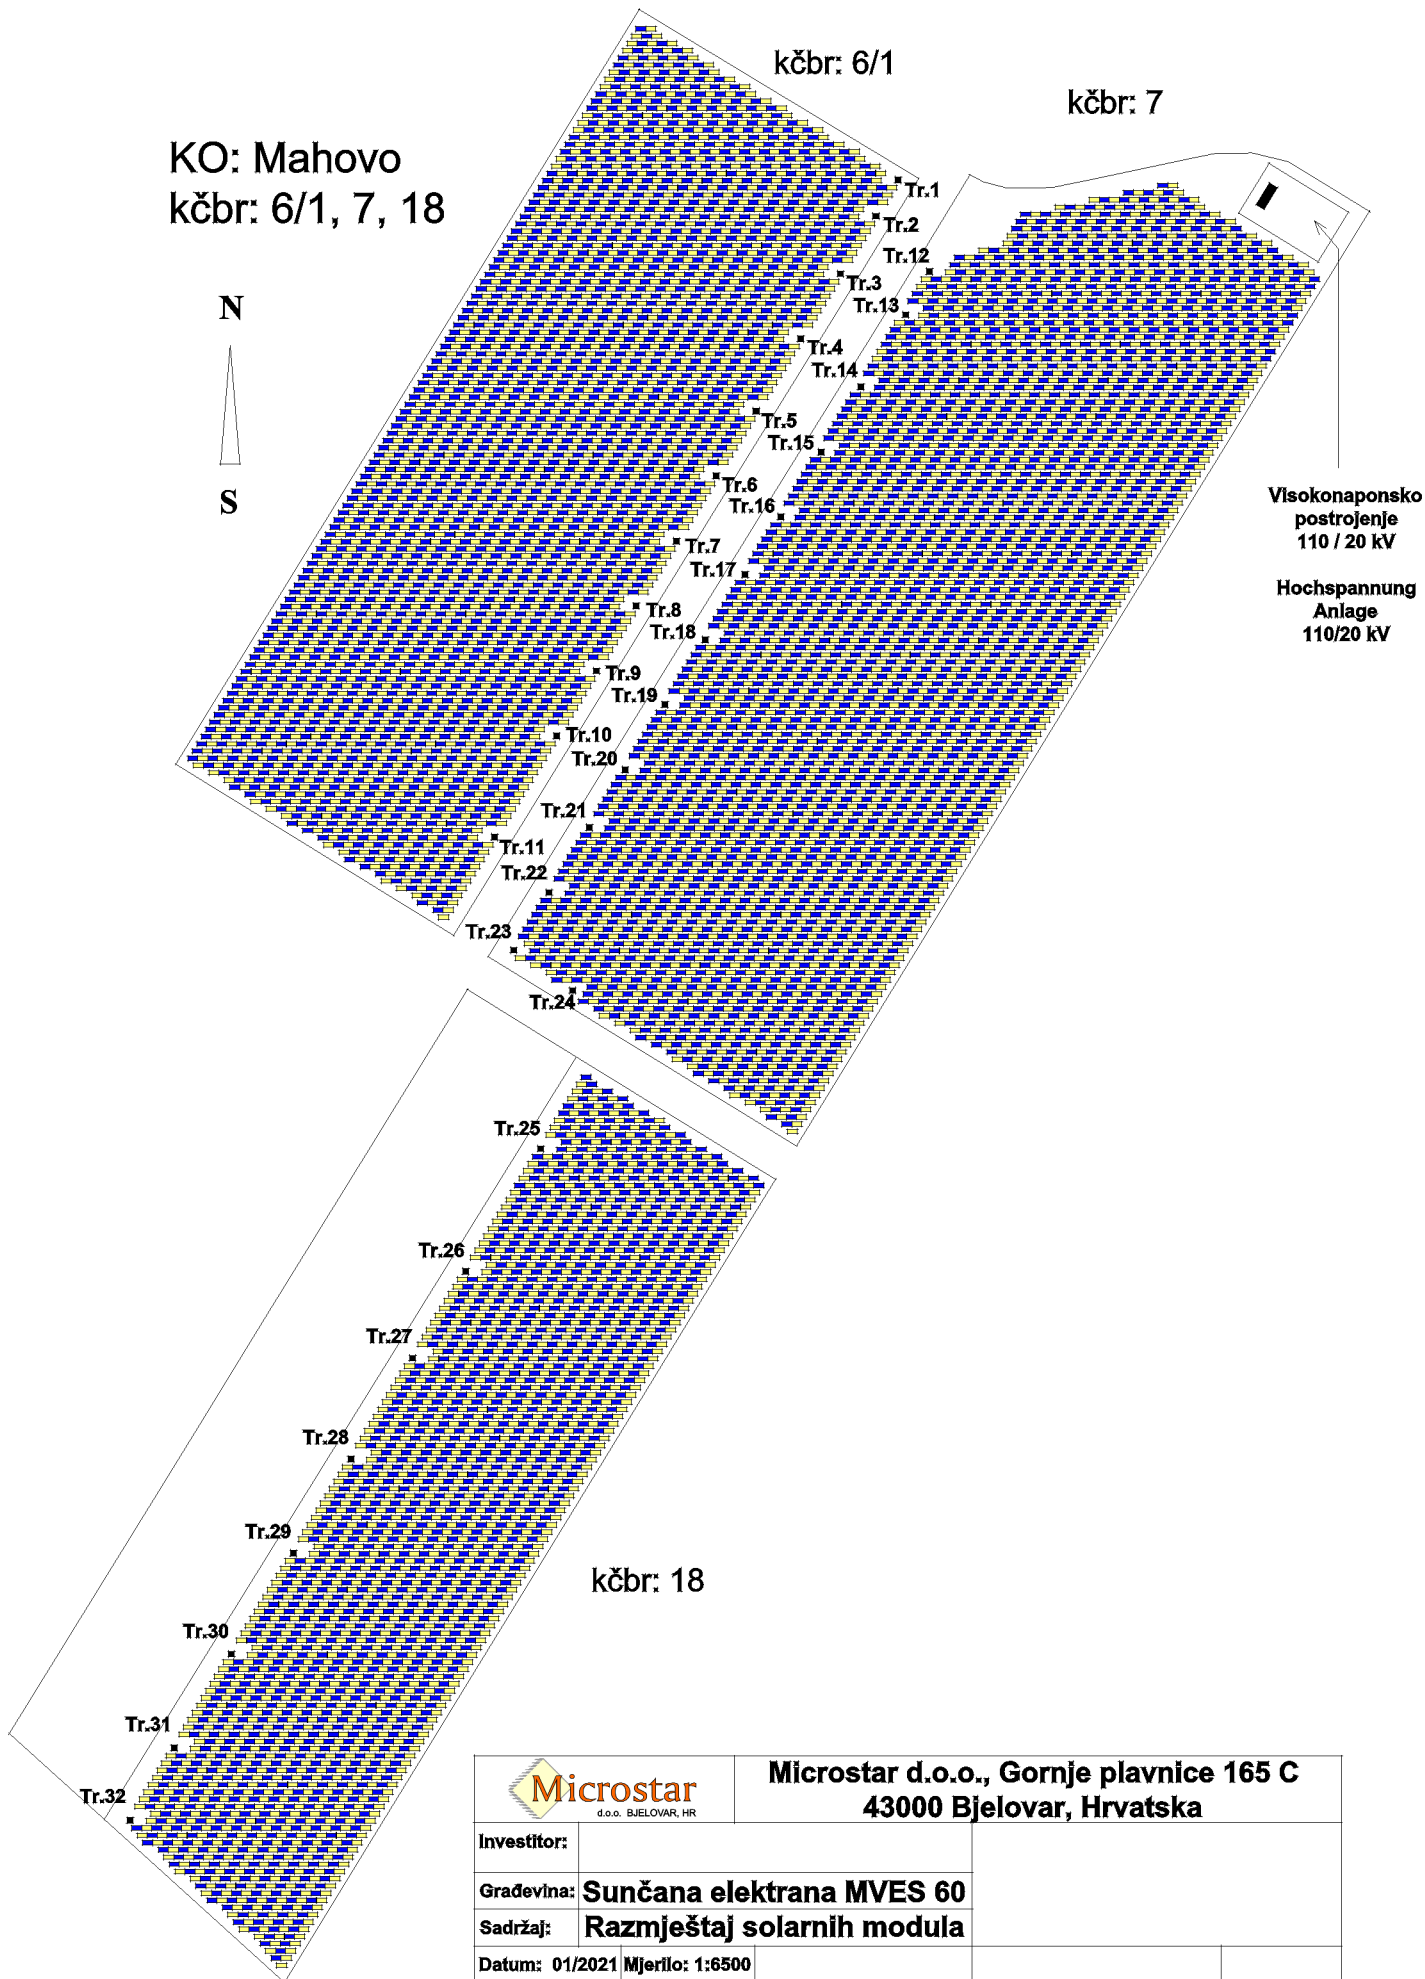 kčbr: 6/1
kčbr: 7
KO: Mahovo
kčbr: 6/1, 7, 18
N
S
Tr.1
Tr.2
Tr.12
Tr.3
Tr.13
Tr.4
Tr.14
Tr.5
Tr.15
Tr.6
Tr.16
Tr.7
Tr.17
Tr.8
Tr.18
Tr.9
Tr.19
Tr.10
Tr.20
Tr.21
Tr.11
Tr.22
Tr.23
Tr.24
Visokonaponsko
postrojenje
110 / 20 kV
Hochspannung
Anlage
110/20 kV
Tr.25
Tr.26
Tr.27
Tr.28
Tr.29
Tr.30
Tr.31
Tr.32
kčbr: 18
Microstar
d.o.o. BJELOVAR, HR
Microstar d.o.o., Gornje plavnice 165 C
43000 Bjelovar, Hrvatska
Investitor:
Građevina: Sunčana elektrana MVES 60
Sadržaj: Razmještaj solarnih modula
Datum: 01/2021 Mjerilo: 1:6500